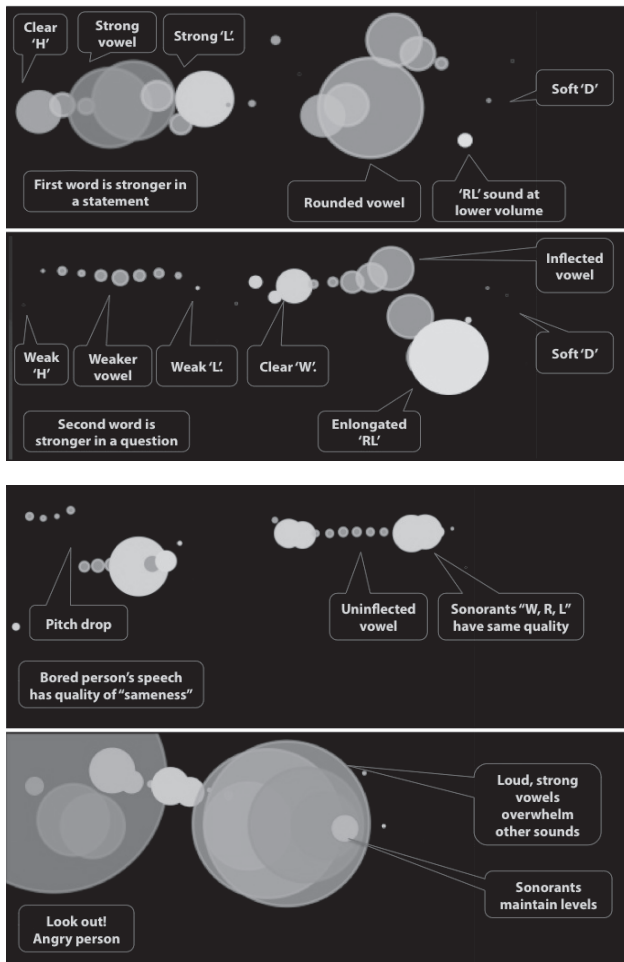 Clear
‘H’
Strong
vowel
Strong ‘L’.
Soft ‘D’
First word is stronger in
a statement
Rounded vowel
‘RL’ sound at
lower volume
Inflected
vowel
Weak
‘H’
Weaker
vowel
Weak ‘L’.
Clear ‘W’.
Soft ‘D’
Second word is
stronger in a question
Enlongated
‘RL’
Pitch drop
Uninflected
vowel
Sonorants “W, R, L”
have same quality
Bored person’s speech
has quality of “sameness”
Loud, strong
vowels
overwhelm
other sounds
Sonorants
maintain levels
Look out!
Angry person